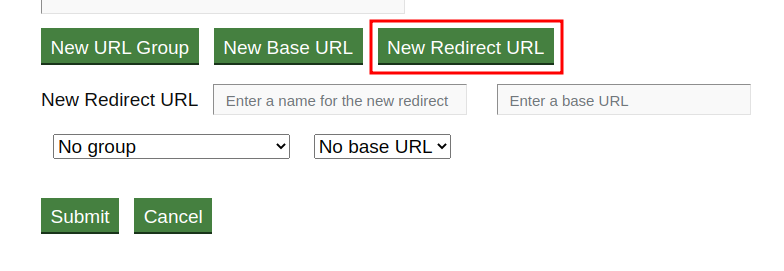 New URL Group New Base URL New Redirect URL
New Redirect URL Enter a name for the new redirect Enter a base URL
No group No base URL
Submit Cancel